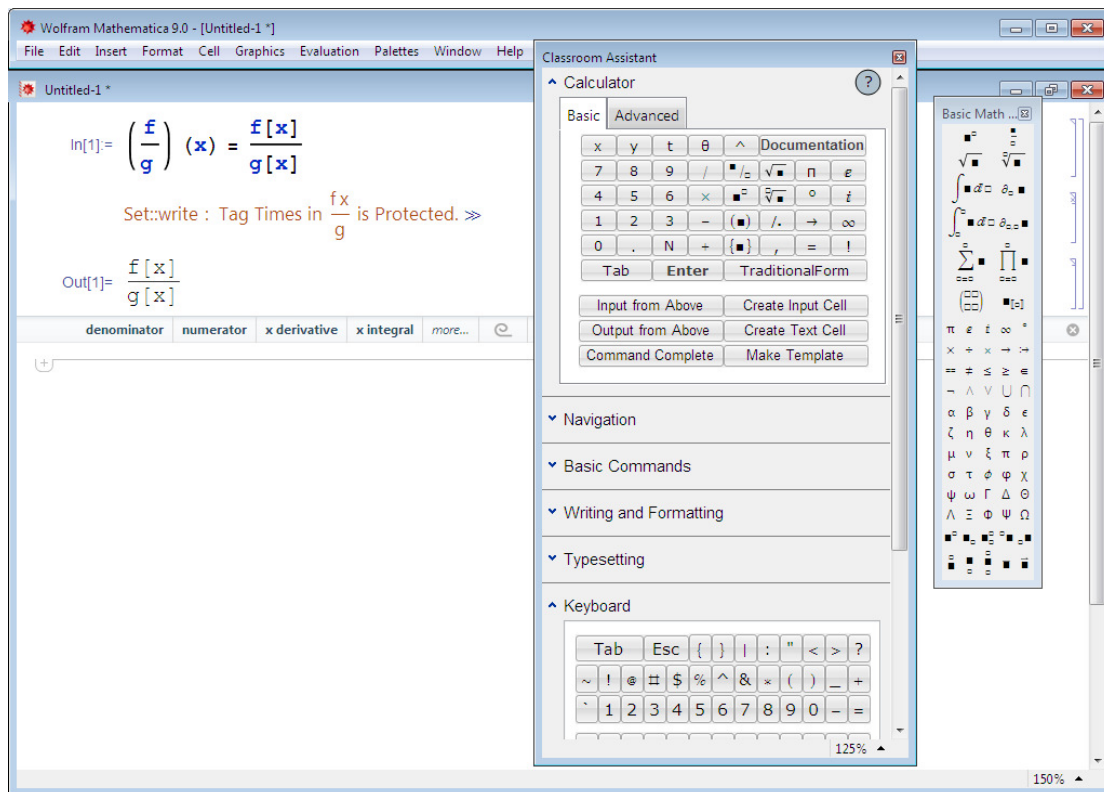 Wolfram Mathematica 9.0 - [Untitled-1 *]
File Edit Insert Format Cell Graphics Evaluation Palettes Window Help
Untitled-1 *
In[1]:= (f/g) (x) = f[x]/g[x]
Set::write : Tag Times in fx/g is Protected. ≫
Out[1]= f[x]/g[x]
denominator numerator x derivative x integral more...
Classroom Assistant
Calculator ?
Basic Advanced
x y t θ ^ Documentation
7 8 9 / ■/□ √■ π ⅇ
4 5 6 × ■^□ □√■ ° ⅈ
1 2 3 − (■) /. → ∞
0 . N + {■} , = !
Tab Enter TraditionalForm
Input from Above Create Input Cell
Output from Above Create Text Cell
Command Complete Make Template
Navigation
Basic Commands
Writing and Formatting
Typesetting
Keyboard
Tab Esc { } | : " < > ?
~ ! @ # $ % ^ & * ( ) _ +
` 1 2 3 4 5 6 7 8 9 0 − =
125%
Basic Math ...
■^□ ■/□
√■ □√■
∫■ⅆ□ ∂□ ■
∫■ⅆ□ ∂□,□ ■
∑■ ∏■
■[□]
π ⅇ ⅈ ∞ °
× ÷ × → :→
== ≠ ≤ ≥ ∈
¬ ∧ ∨ ∪ ∩
α β γ δ ϵ
ζ η θ κ λ
μ ν ξ π ρ
σ τ ϕ φ χ
ψ ω Γ Δ Θ
Λ Ξ Φ Ψ Ω
150%